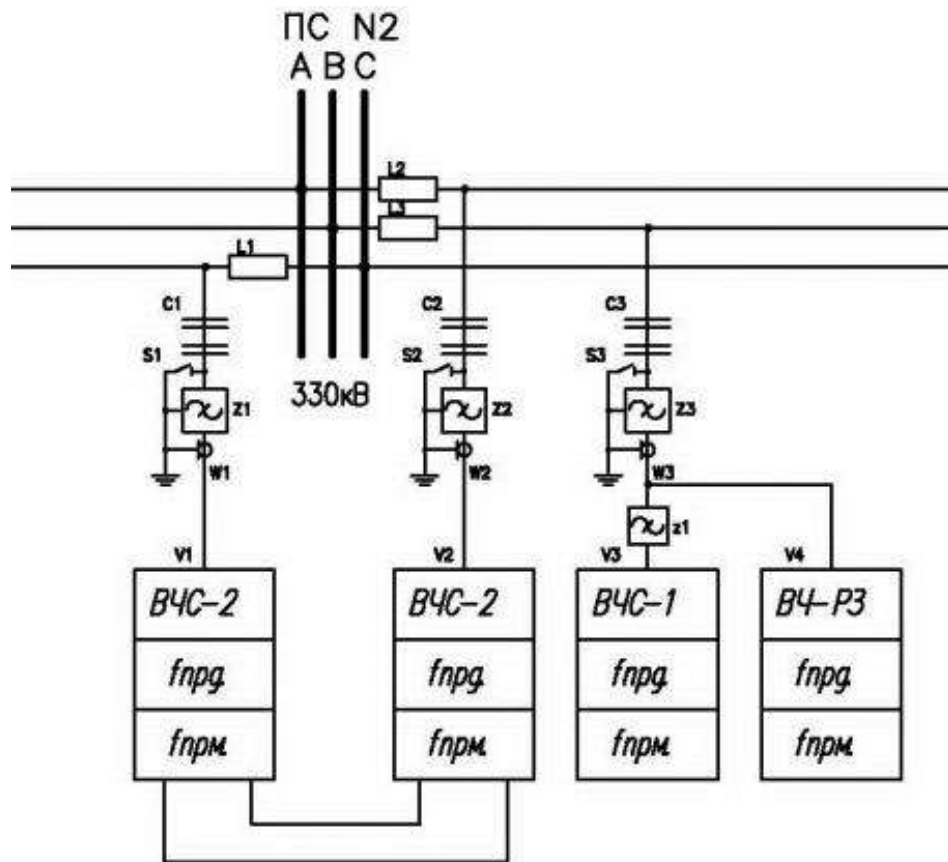 ПС N2
A B C
L2
L3
L1
C1
C2
C3
S1
S2
S3
330кВ
Z1
Z2
Z3
W1
W2
W3
z1
V1
V2
V3
V4
ВЧС-2
ВЧС-2
ВЧС-1
ВЧ-РЗ
fпрд.
fпрд.
fпрд.
fпрд.
fпрм.
fпрм.
fпрм.
fпрм.